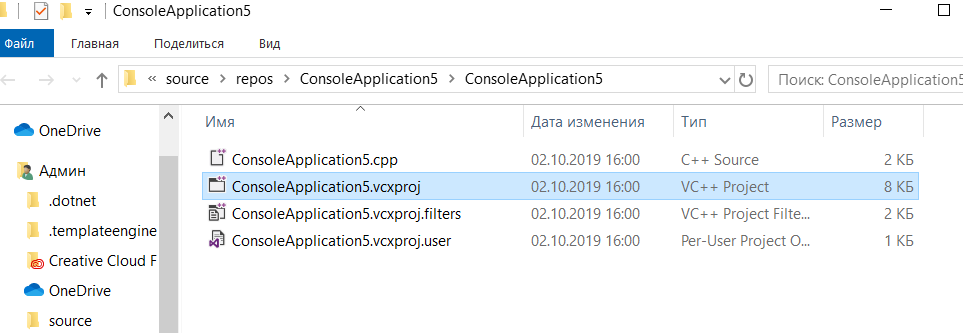 ConsoleApplication5
Файл Главная Поделиться Вид
« source > repos > ConsoleApplication5 > ConsoleApplication5 Поиск: ConsoleApplication5
Имя Дата изменения Тип Размер
OneDrive
Админ
.dotnet
.templateengine
Creative Cloud F
OneDrive
source
ConsoleApplication5.cpp 02.10.2019 16:00 C++ Source 2 КБ
ConsoleApplication5.vcxproj 02.10.2019 16:00 VC++ Project 8 КБ
ConsoleApplication5.vcxproj.filters 02.10.2019 16:00 VC++ Project Filte... 2 КБ
ConsoleApplication5.vcxproj.user 02.10.2019 16:00 Per-User Project O... 1 КБ